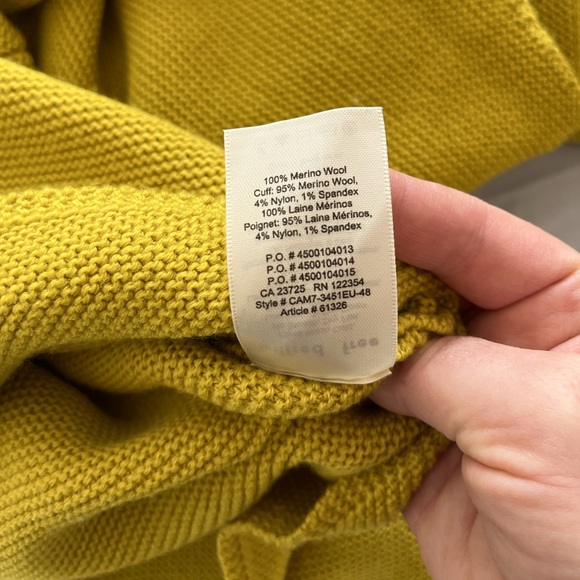 100% Merino Wool
Cuff: 95% Merino Wool,
4% Nylon, 1% Spandex
100% Laine Mérinos
Poignet: 95% Laine Mérinos,
4% Nylon, 1% Spandex
P.O. # 4500104013
P.O. # 4500104014
P.O. # 4500104015
CA 23725 RN 122354
Style # CAM7-3451EU-48
Article # 61326